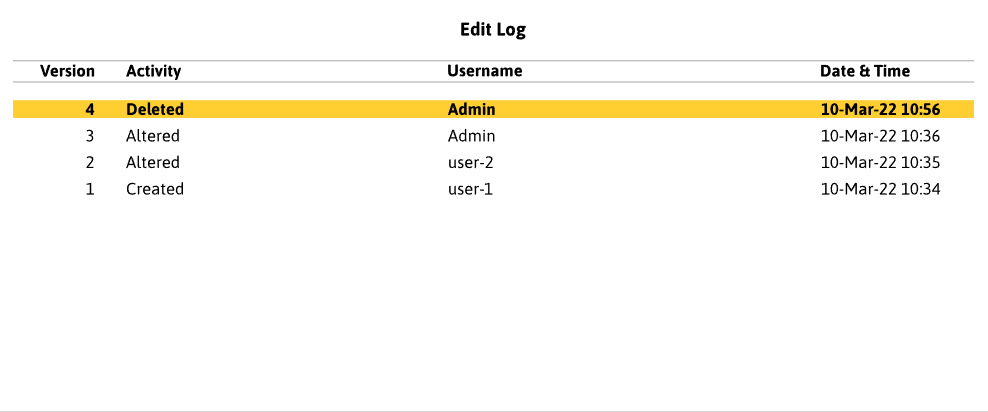 Edit Log
Version Activity Username Date & Time
4 Deleted Admin 10-Mar-22 10:56
3 Altered Admin 10-Mar-22 10:36
2 Altered user-2 10-Mar-22 10:35
1 Created user-1 10-Mar-22 10:34